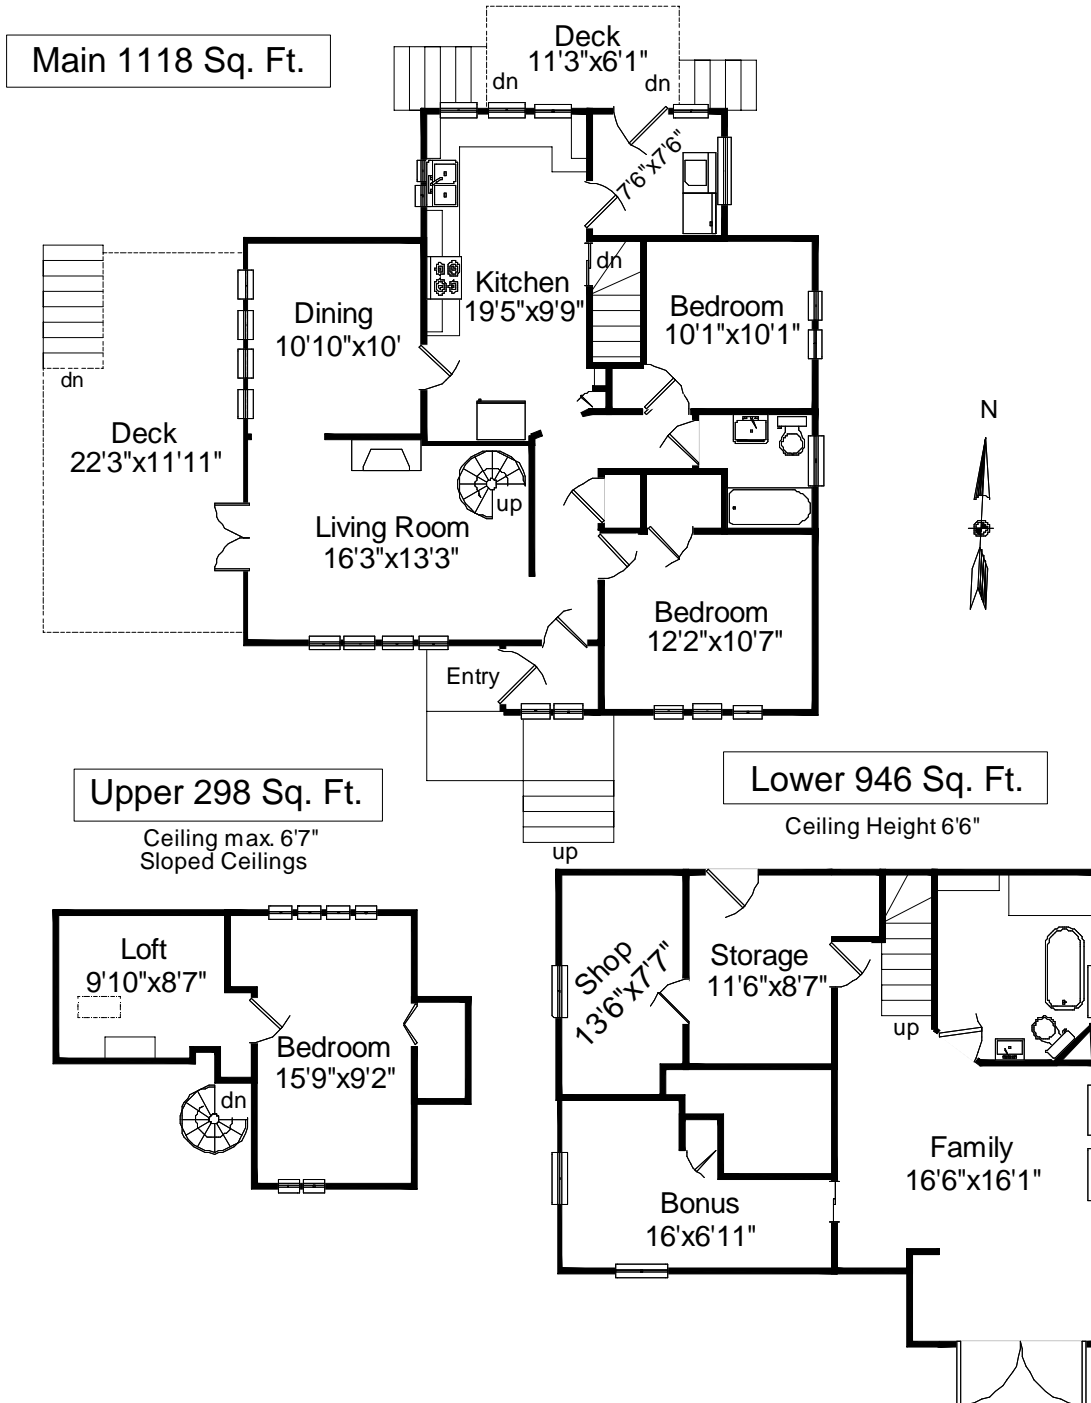 Main 1118 Sq. Ft.
Deck
11'3"x6'1"
dn
dn
7'6"x7'6"
dn
Kitchen
19'5"x9'9"
Dining
10'10"x10'
Bedroom
10'1"x10'1"
dn
Deck
22'3"x11'11"
N
up
Living Room
16'3"x13'3"
Bedroom
12'2"x10'7"
Entry
up
Upper 298 Sq. Ft.
Ceiling max. 6'7"
Sloped Ceilings
Loft
9'10"x8'7"
Bedroom
15'9"x9'2"
dn
Lower 946 Sq. Ft.
Ceiling Height 6'6"
Shop
13'6"x7'7"
Storage
11'6"x8'7"
up
Family
16'6"x16'1"
Bonus
16'x6'11"